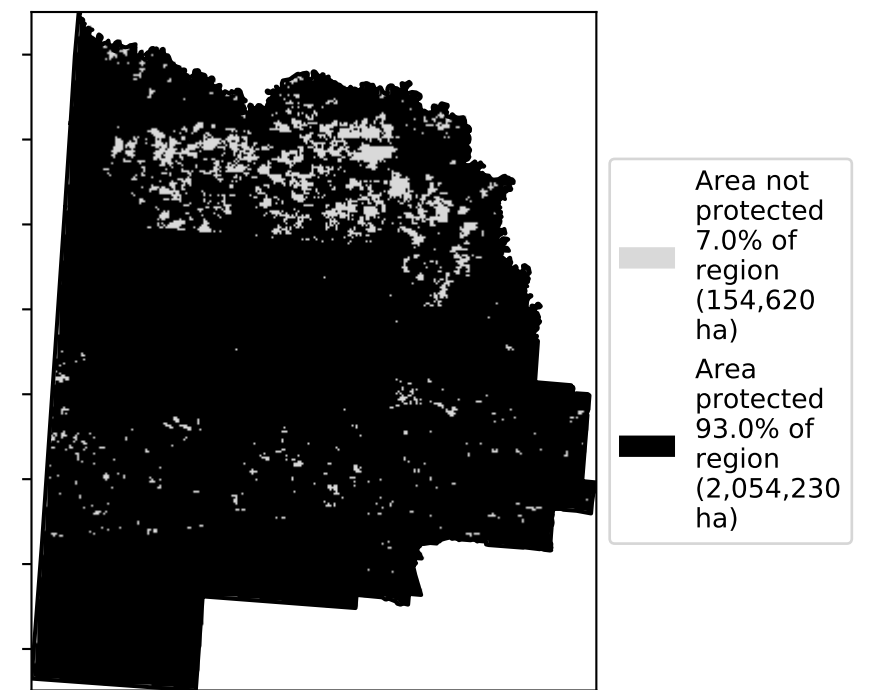 Area not
protected
7.0% of
region
(154,620
ha)
Area
protected
93.0% of
region
(2,054,230
ha)